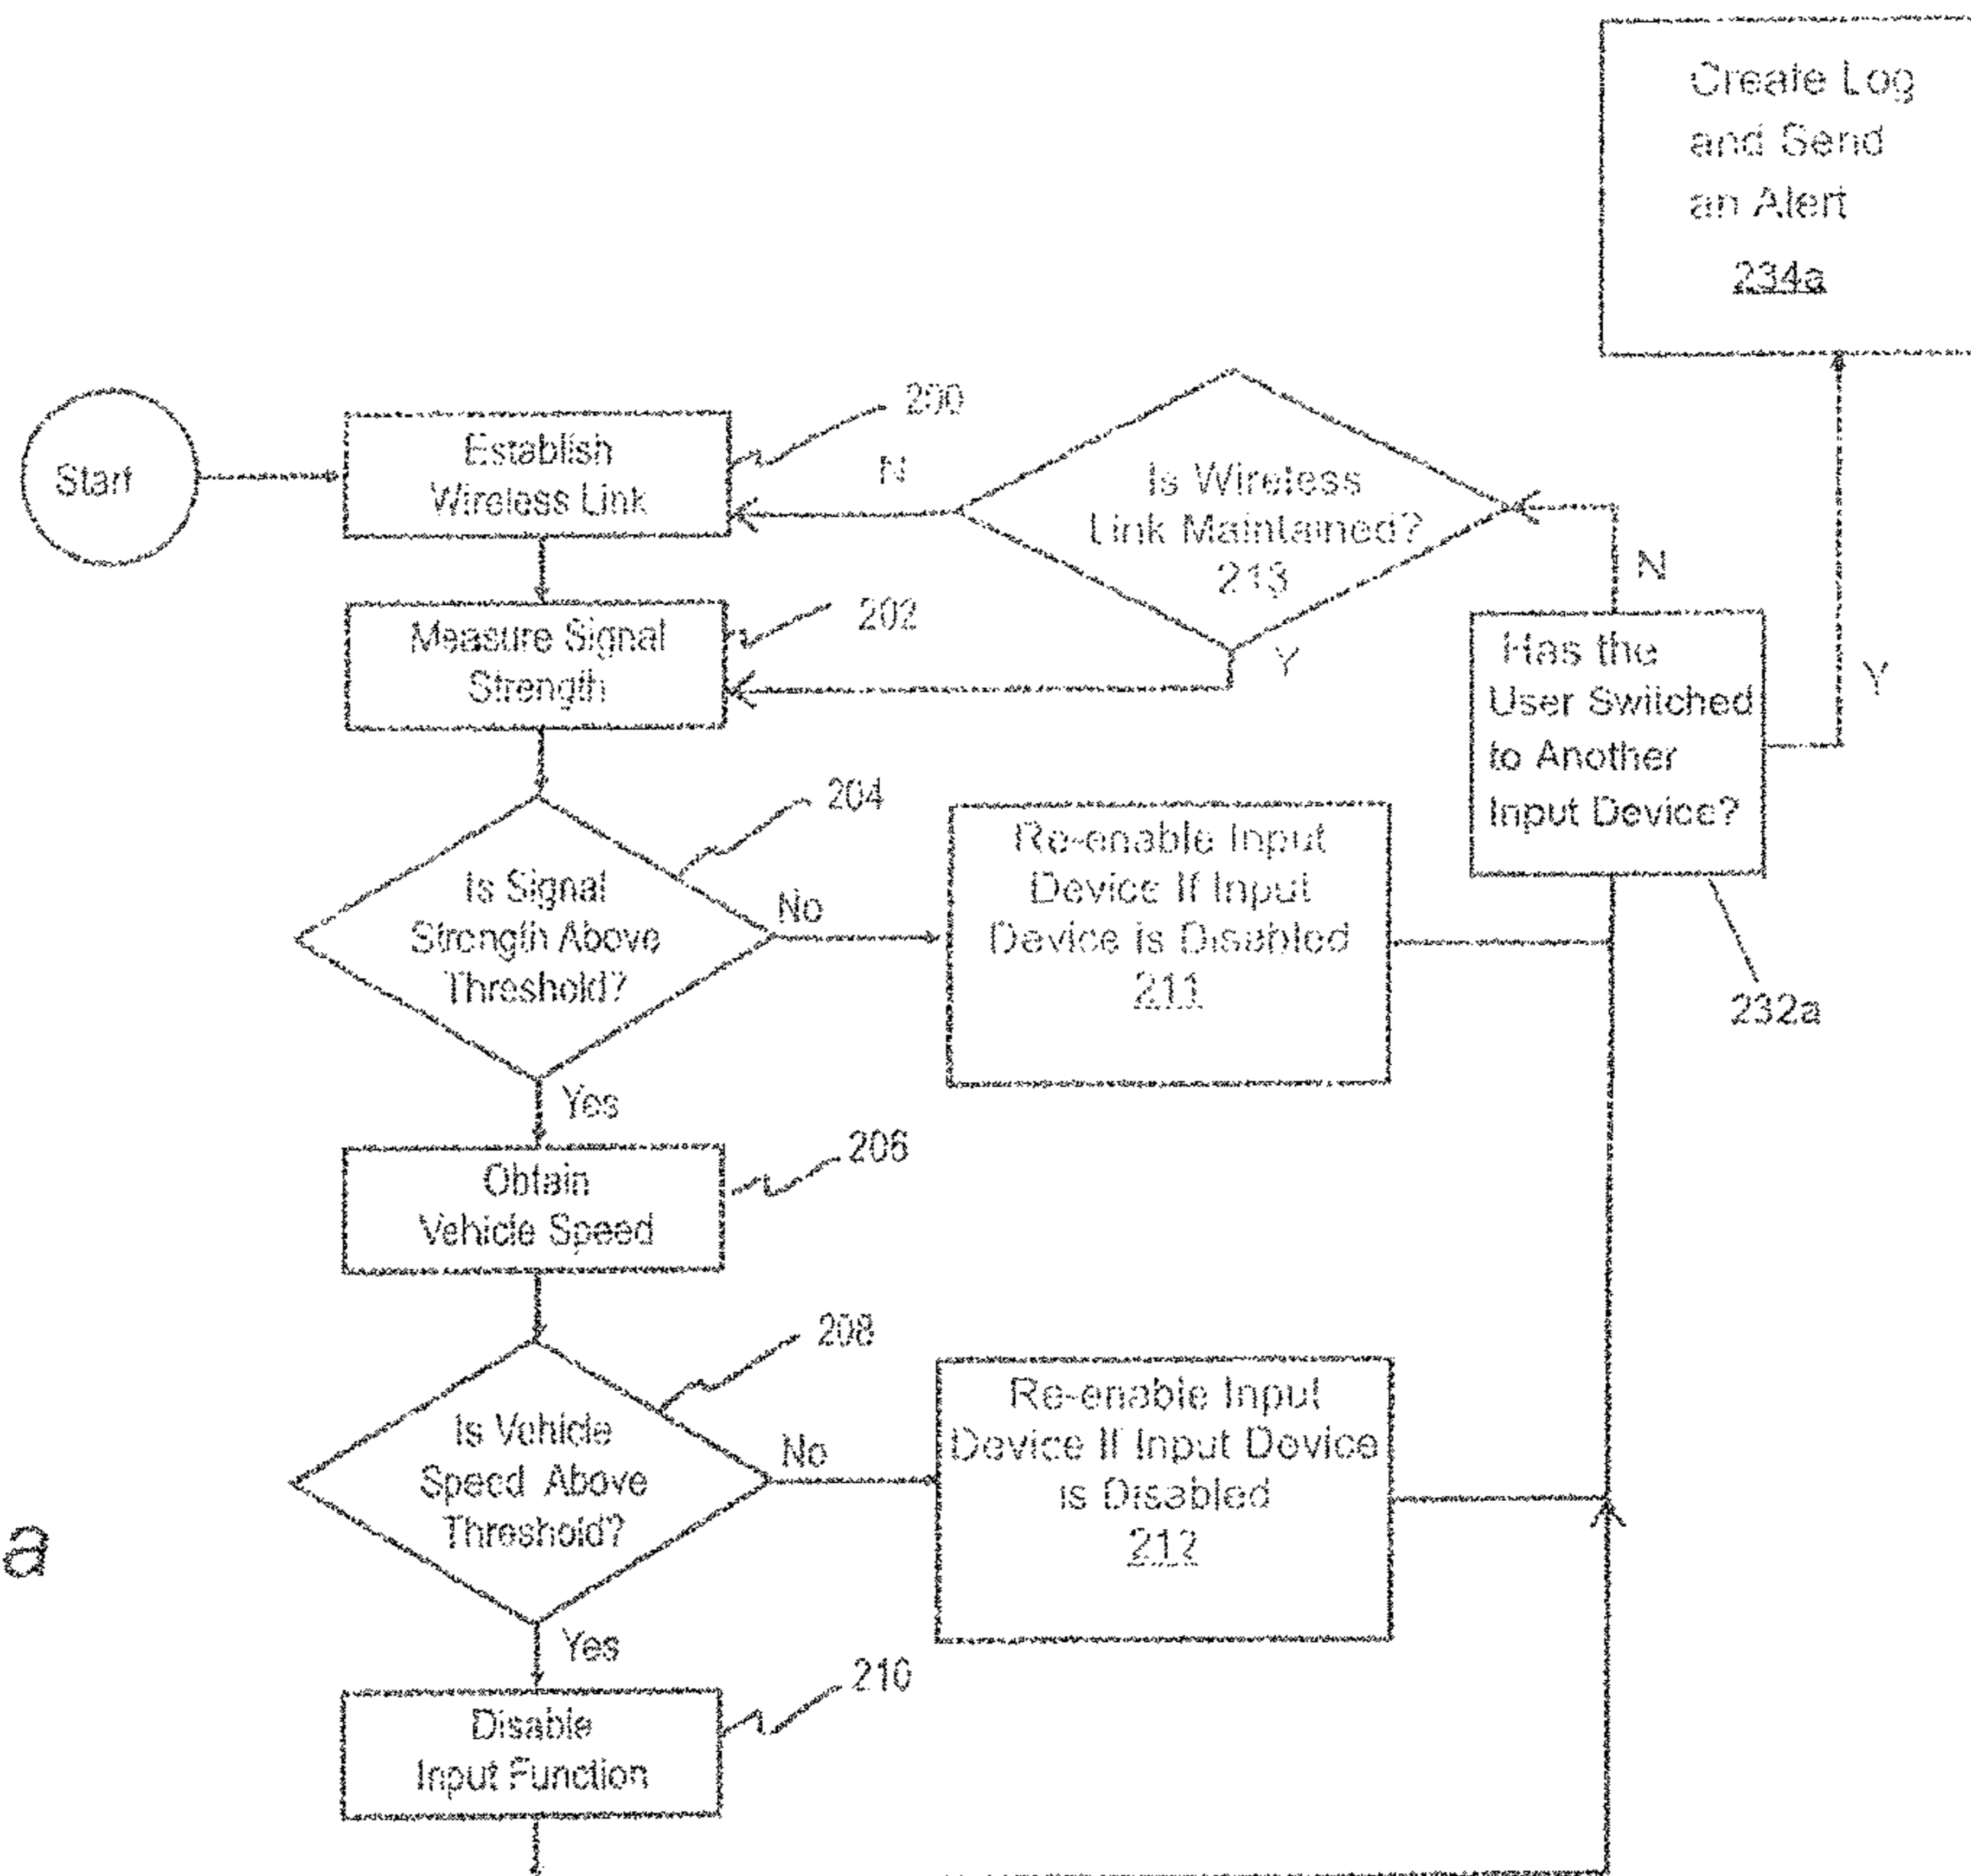 Create Log
and Send
an Alert
234a
Start
Establish
Wireless Link
200
N
Is Wireless
Link Maintained?
213
N
Y
Measure Signal
Strength
202
Has the
User Switched
to Another
Input Device?
Y
232a
Is Signal
Strength Above
Threshold?
204
No
Re-enable Input
Device If Input
Device is Disabled
211
Yes
Obtain
Vehicle Speed
206
Is Vehicle
Speed Above
Threshold?
208
No
Re-enable Input
Device If Input Device
is Disabled
212
a
Yes
Disable
Input Function
210